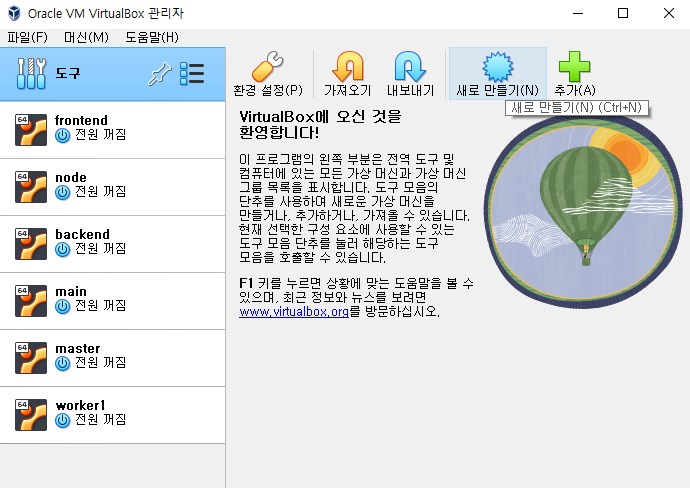 Oracle VM VirtualBox 관리자
파일(F) 머신(M) 도움말(H)
도구
환경 설정(P) 가져오기 내보내기 새로 만들기(N) 추가(A)
새로 만들기(N) (Ctrl+N)
64
frontend
전원 꺼짐
64
node
전원 꺼짐
64
backend
전원 꺼짐
64
main
전원 꺼짐
64
master
전원 꺼짐
64
worker1
전원 꺼짐
VirtualBox에 오신 것을
환영합니다!
이 프로그램의 왼쪽 부분은 전역 도구 및
컴퓨터에 있는 모든 가상 머신과 가상 머신
그룹 목록을 표시합니다. 도구 모음의
단추를 사용하여 새로운 가상 머신을
만들거나, 추가하거나, 가져올 수 있습니다.
현재 선택한 구성 요소에 사용할 수 있는
도구 모음 단추를 눌러 해당하는 도구
모음을 호출할 수 있습니다.
F1 키를 누르면 상황에 맞는 도움말을 볼 수
있으며, 최근 정보와 뉴스를 보려면
www.virtualbox.org를 방문하십시오.